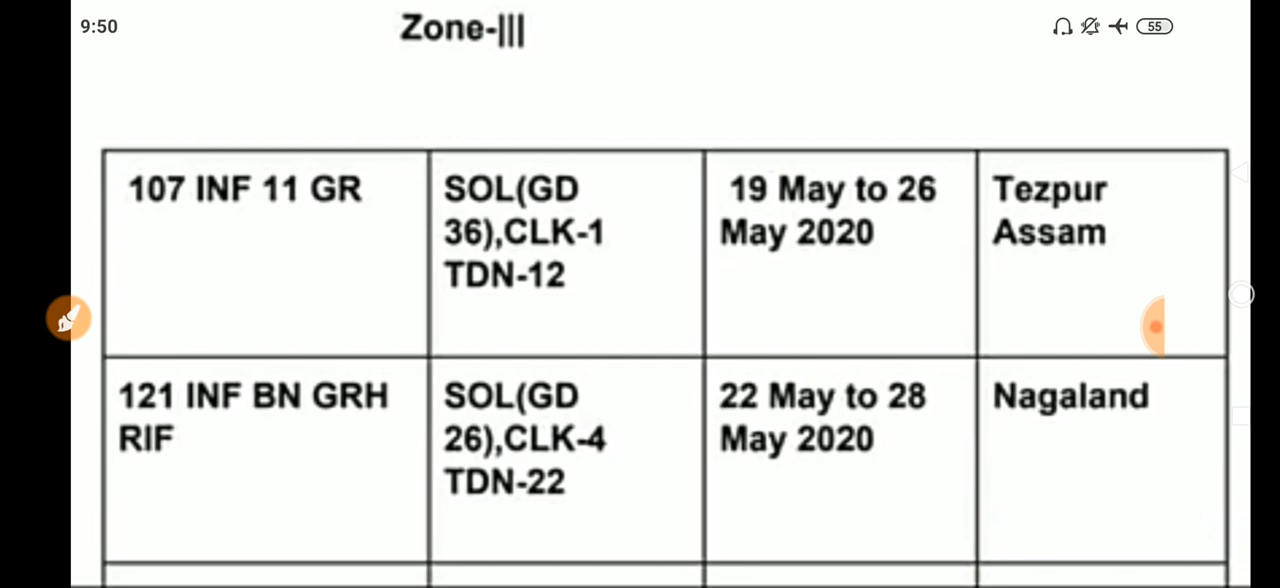 9:50
55
Zone-|||
107 INF 11 GR
SOL(GD
36),CLK-1
TDN-12
19 May to 26
May 2020
Tezpur
Assam
121 INF BN GRH
RIF
SOL(GD
26),CLK-4
TDN-22
22 May to 28
May 2020
Nagaland